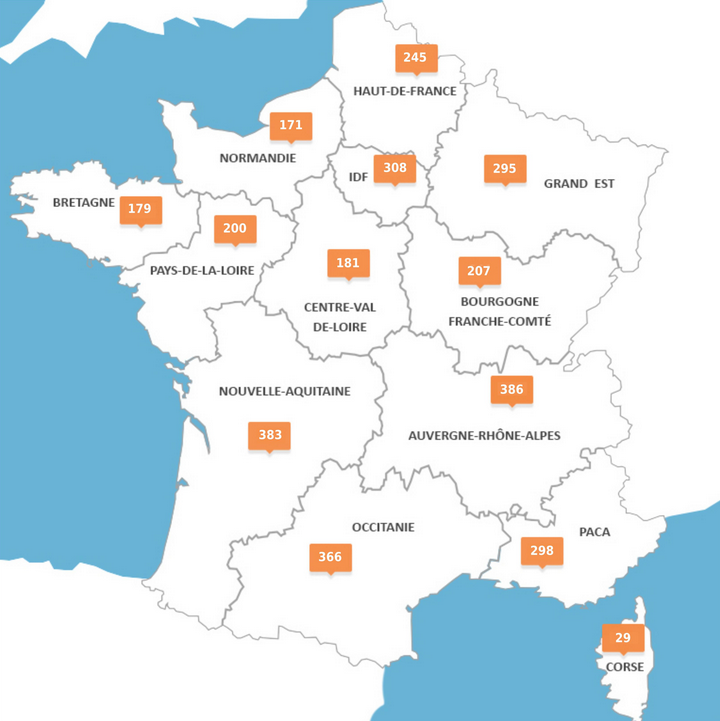 245
HAUT-DE-FRANCE
171
NORMANDIE
IDF 308
295
GRAND EST
BRETAGNE 179
200
PAYS-DE-LA-LOIRE
181
CENTRE-VAL
DE-LOIRE
207
BOURGOGNE
FRANCHE-COMTÉ
NOUVELLE-AQUITAINE
383
386
AUVERGNE-RHÔNE-ALPES
OCCITANIE
366
PACA
298
29
CORSE